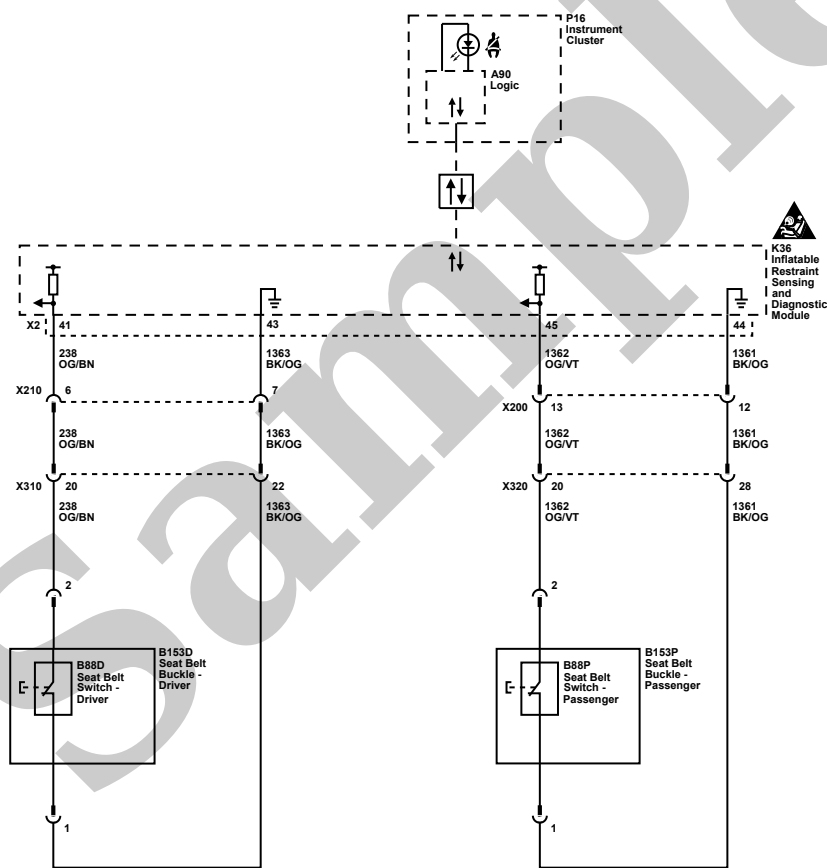 P16
Instrument
Cluster
A90
Logic
K36
Inflatable
Restraint
Sensing
and
Diagnostic
Module
X2 41 43 45 44
238
OG/BN
1363
BK/OG
1362
OG/VT
1361
BK/OG
X210 6 7
X200 13 12
238
OG/BN
1363
BK/OG
1362
OG/VT
1361
BK/OG
X310 20 22
X320 20 28
238
OG/BN
1363
BK/OG
1362
OG/VT
1361
BK/OG
2
2
B88D
Seat Belt
Switch -
Driver
B153D
Seat Belt
Buckle -
Driver
B88P
Seat Belt
Switch -
Passenger
B153P
Seat Belt
Buckle -
Passenger
1
1
Sample